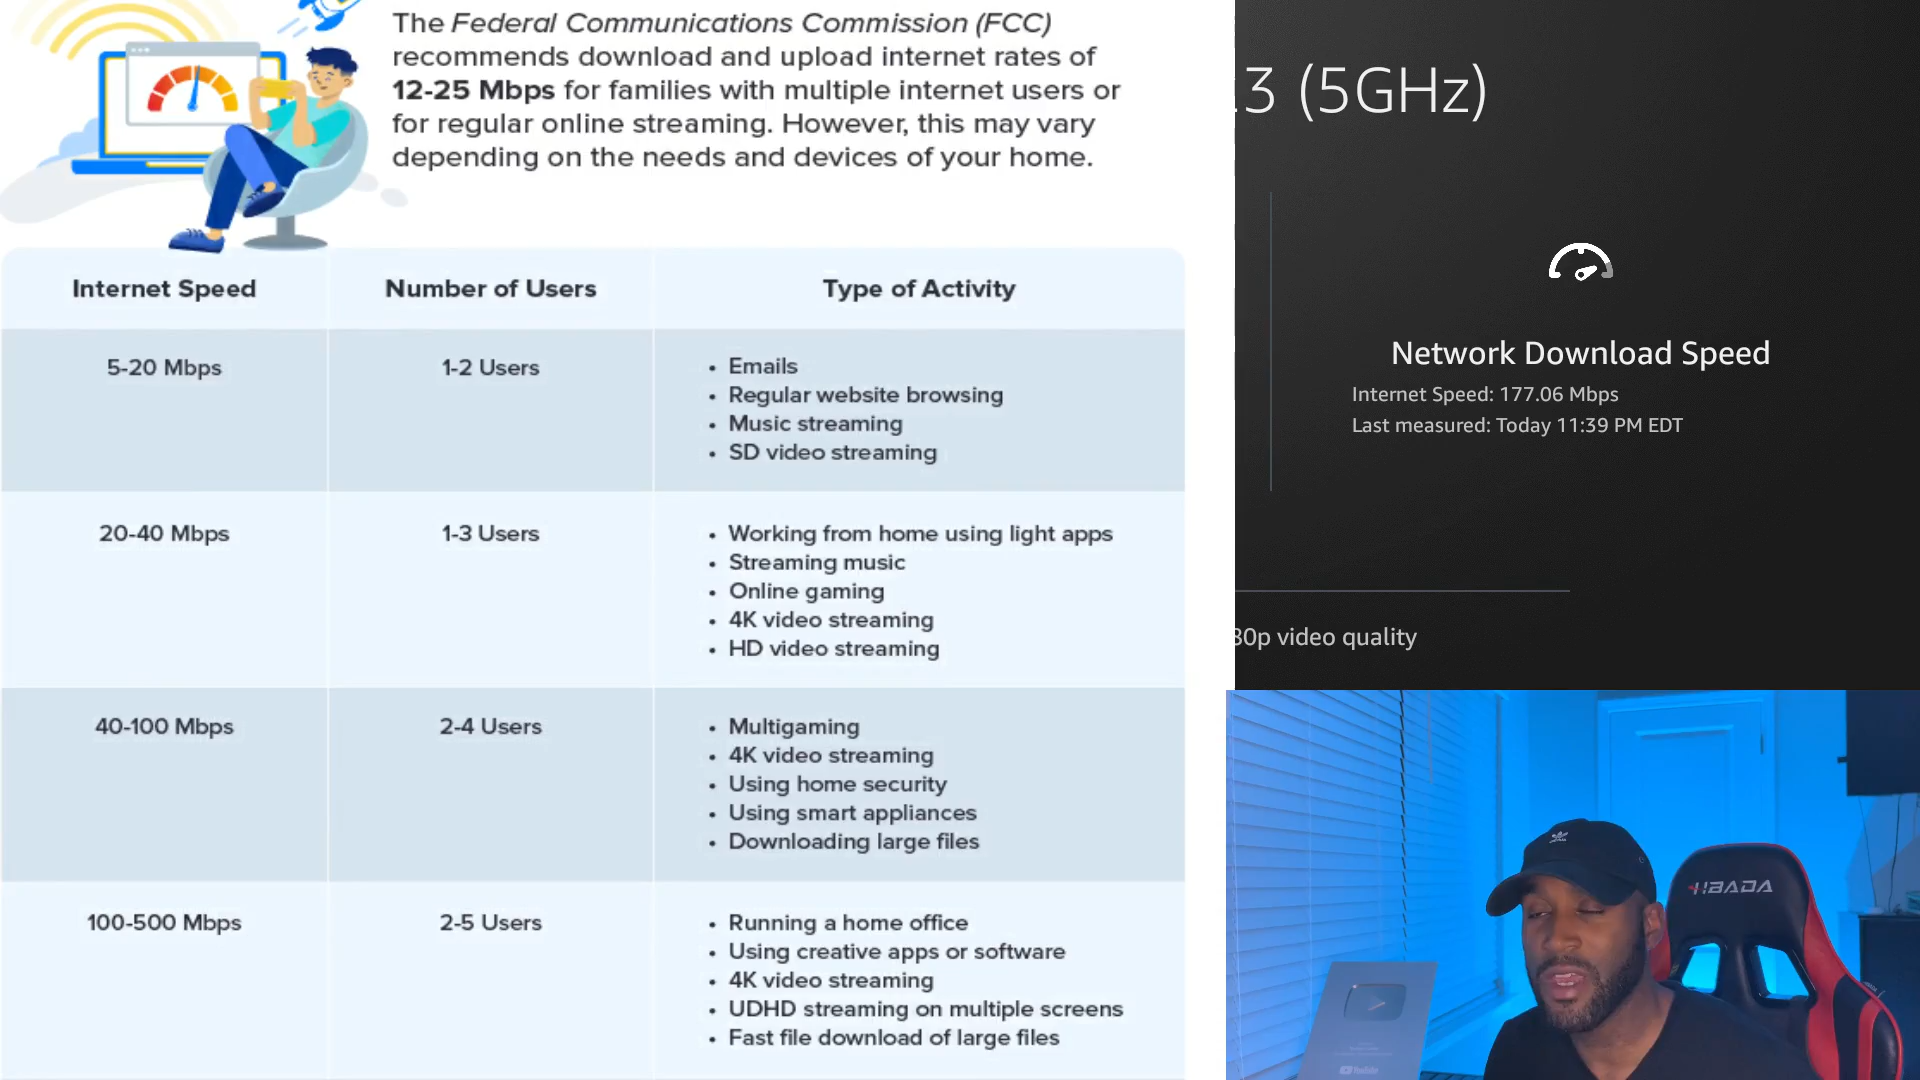 The Federal Communications Commission (FCC)
recommends download and upload internet rates of
12-25 Mbps for families with multiple internet users or
for regular online streaming. However, this may vary
depending on the needs and devices of your home.
Internet Speed
Number of Users
Type of Activity
5-20 Mbps
1-2 Users
• Emails
• Regular website browsing
• Music streaming
• SD video streaming
20-40 Mbps
1-3 Users
• Working from home using light apps
• Streaming music
• Online gaming
• 4K video streaming
• HD video streaming
40-100 Mbps
2-4 Users
• Multigaming
• 4K video streaming
• Using home security
• Using smart appliances
• Downloading large files
100-500 Mbps
2-5 Users
• Running a home office
• Using creative apps or software
• 4K video streaming
• UDHD streaming on multiple screens
• Fast file download of large files
3 (5GHz)
Network Download Speed
Internet Speed: 177.06 Mbps
Last measured: Today 11:39 PM EDT
80p video quality
HBADA
YouTube